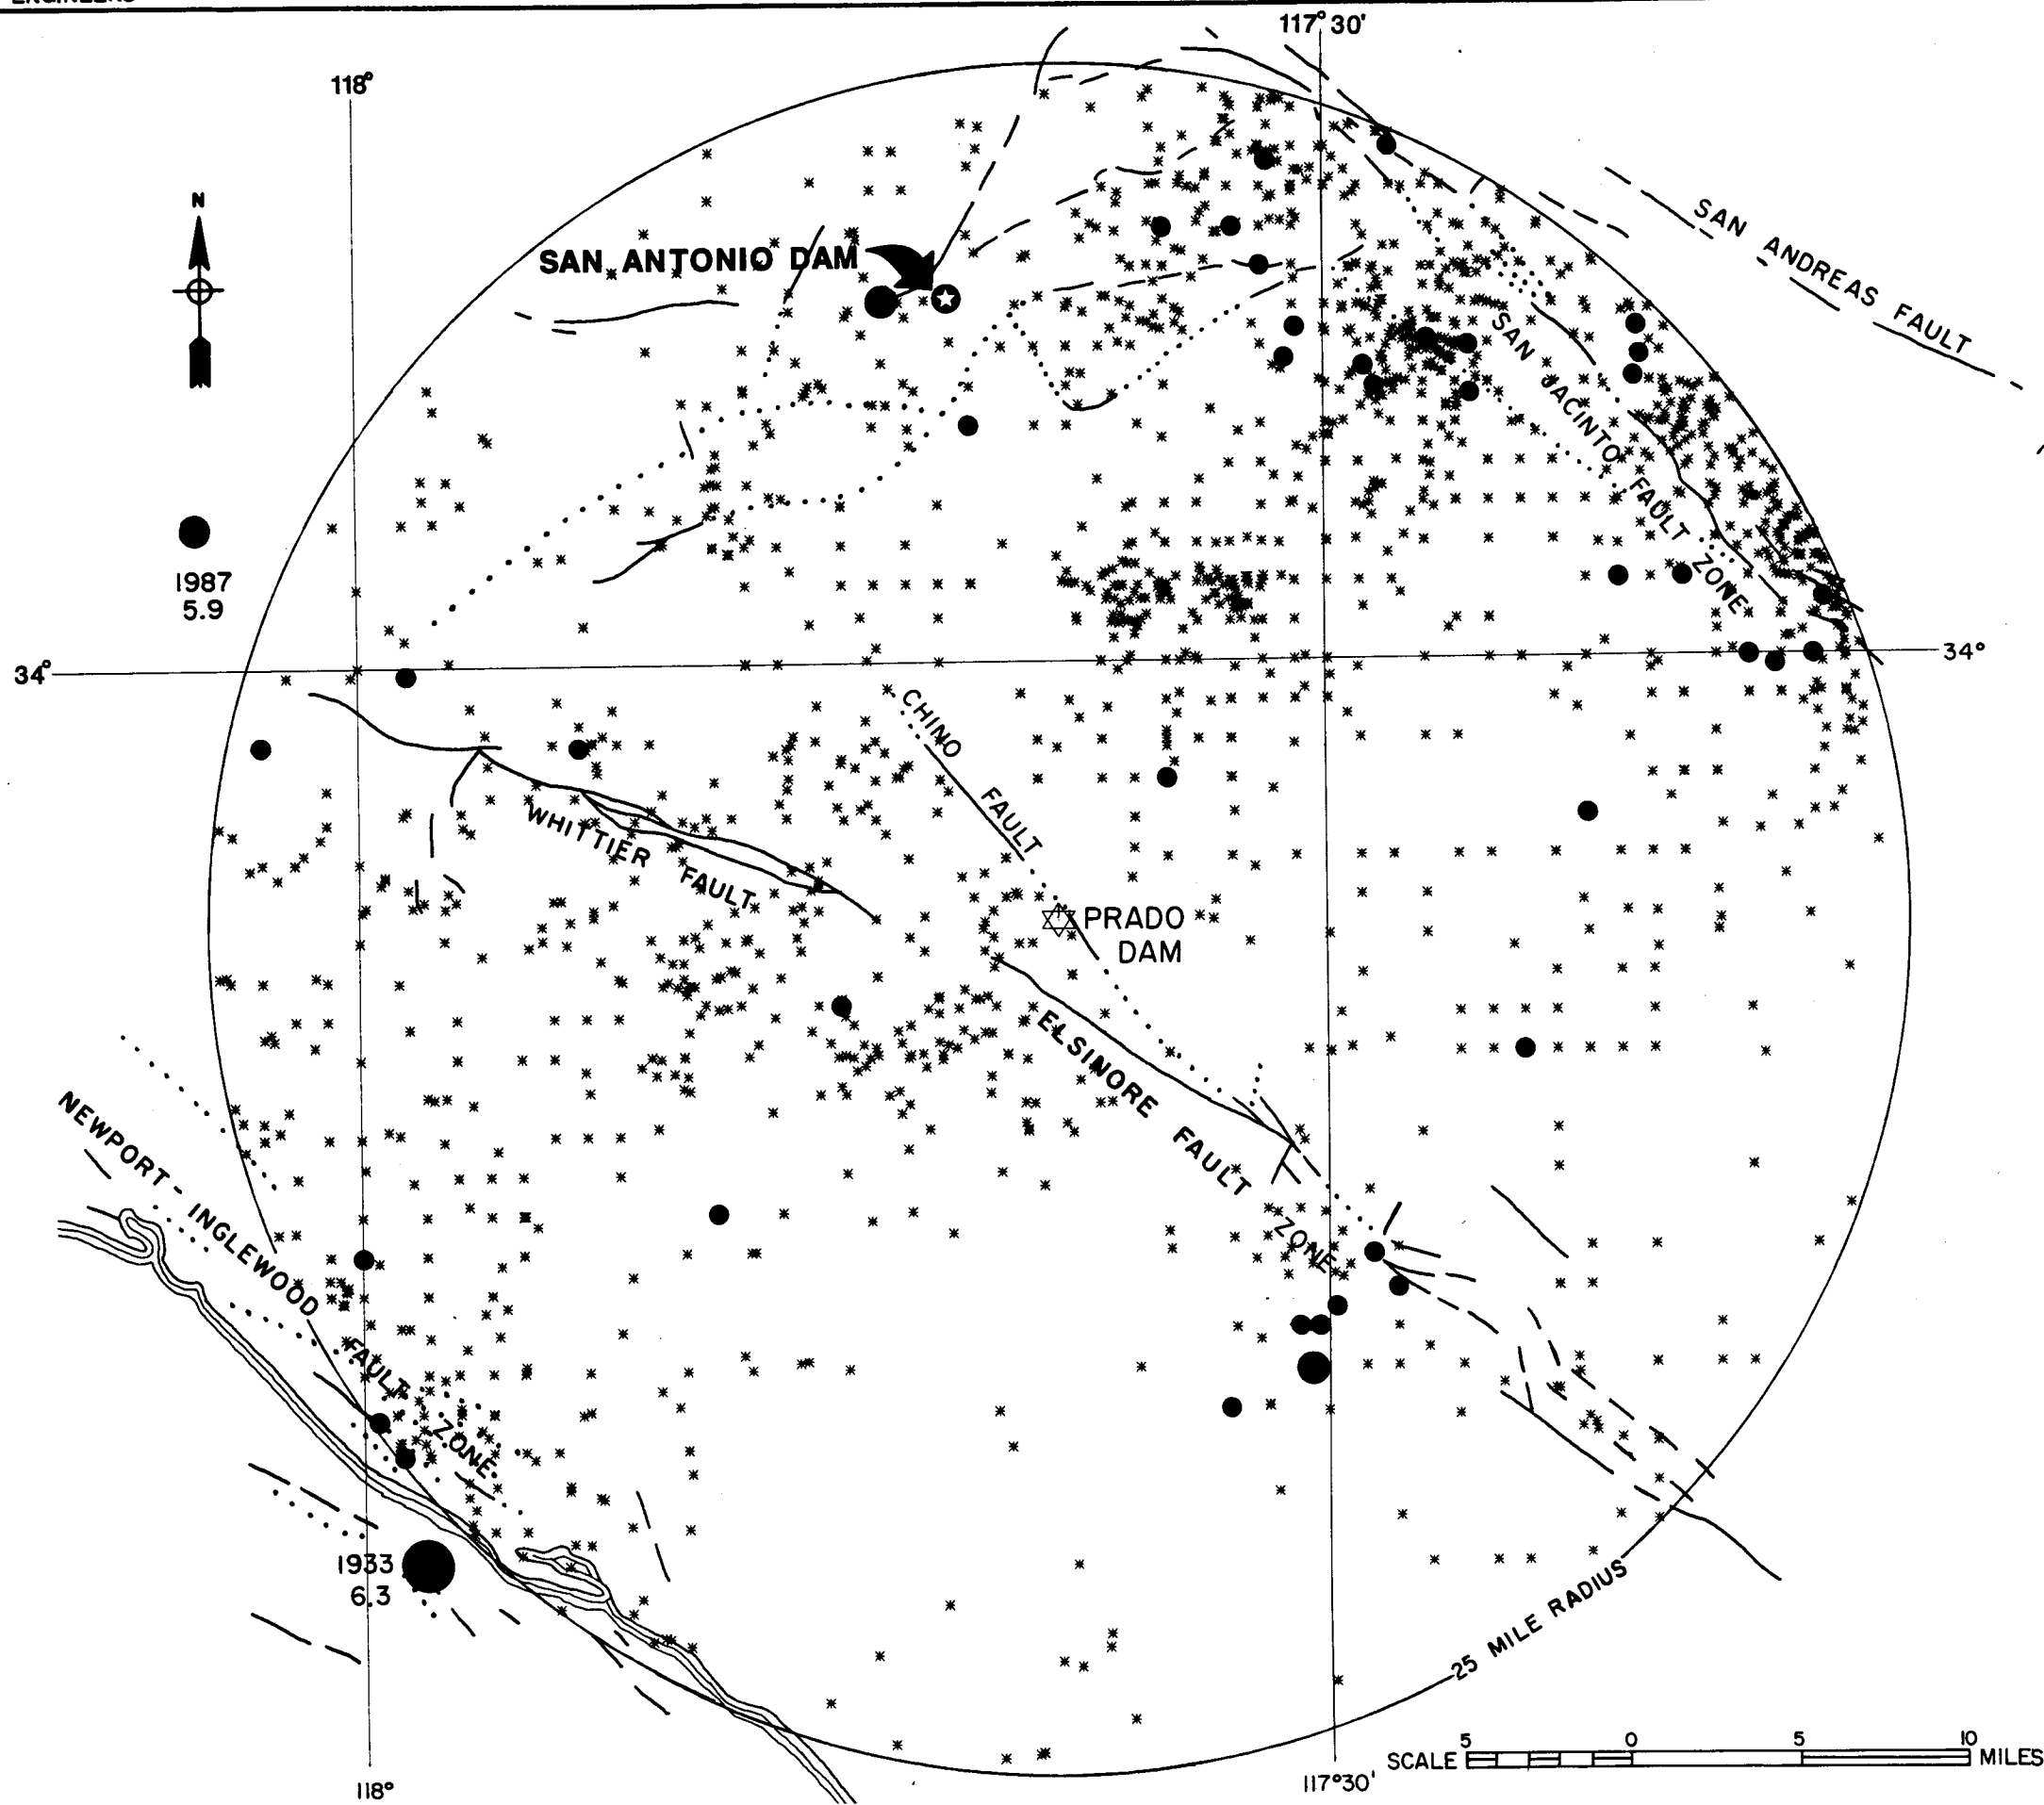 ENGINEERS
117° 30'
118°
N
SAN ANTONIO DAM
SAN ANDREAS FAULT
SAN JACINTO FAULT ZONE
1987
5.9
34°
34°
CHINO FAULT
WHITTIER FAULT
PRADO
DAM
ELSINORE FAULT ZONE
NEWPORT - INGLEWOOD FAULT ZONE
1933
6.3
25 MILE RADIUS
5 0 5 10
SCALE MILES
118°
117°30'